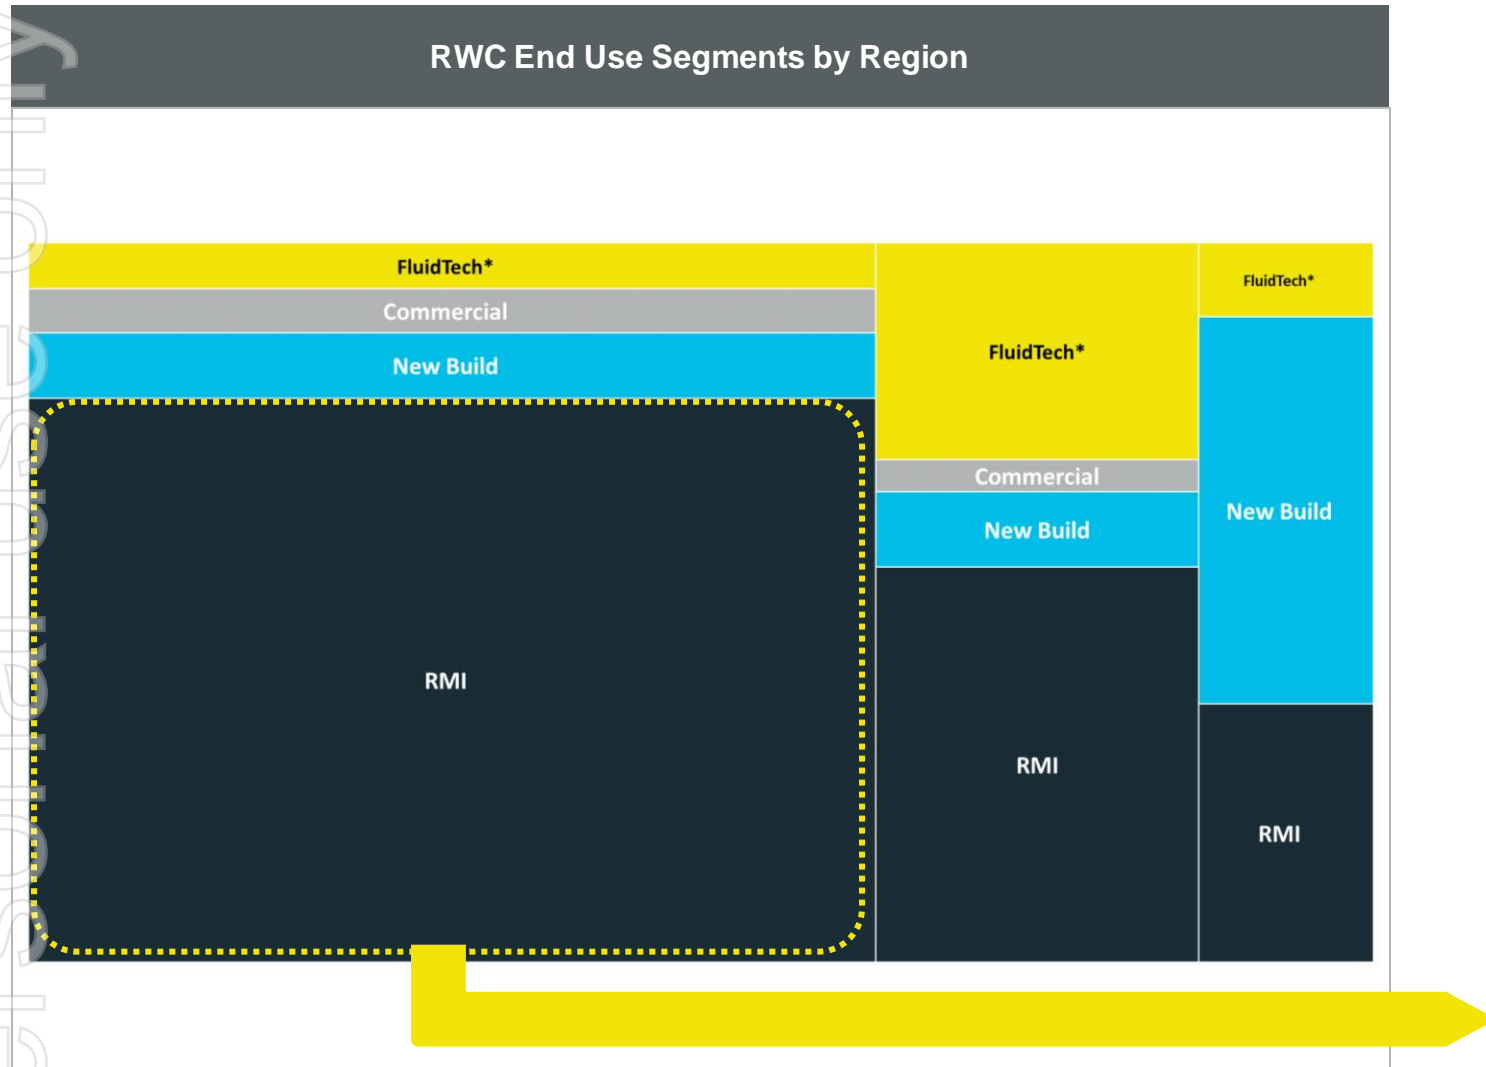 RWC End Use Segments by Region
FluidTech*
Commercial
New Build
RMI
FluidTech*
Commercial
New Build
RMI
FluidTech*
New Build
RMI